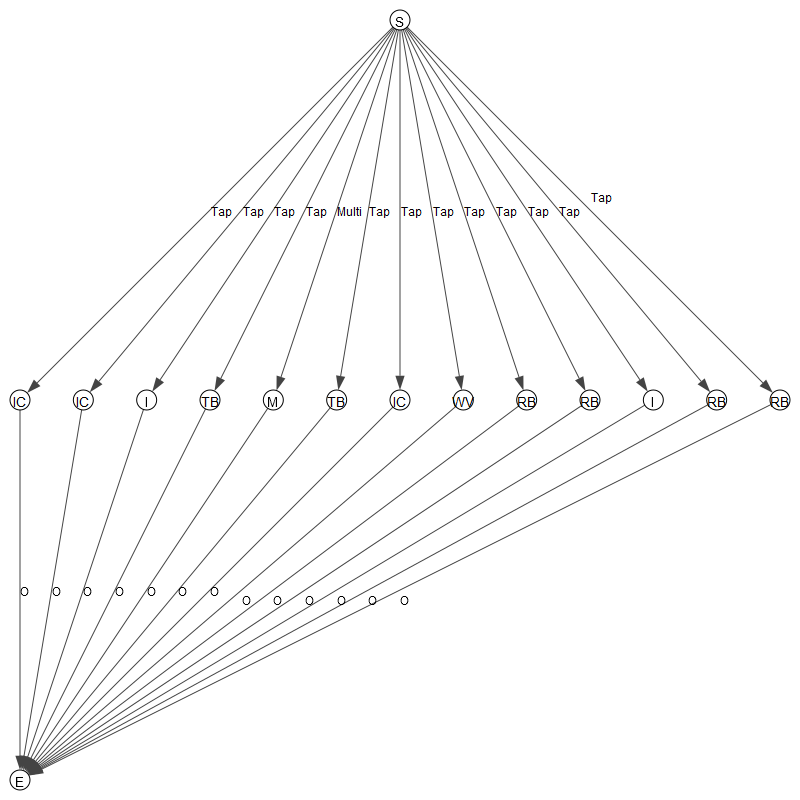 S
Tap
Tap Tap Tap Tap Multi Tap Tap Tap Tap Tap Tap Tap
IC IC I TB M TB IC WV RB RB I RB RB
O O O O O O O
O O O O O O
E